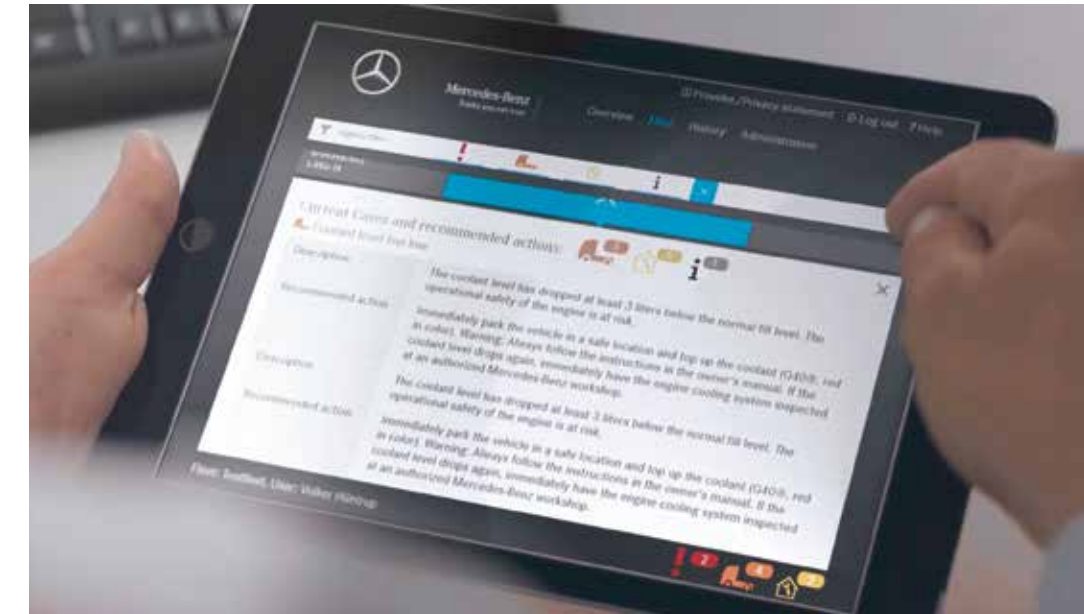 Provider/Privacy Statement Log out ? Help
Mercedes-Benz
Trucks you can trust
Overview History Administration
Current Cases and recommended actions:
Coolant level too low
Description
The coolant level has dropped at least 3 liters below the normal fill level. The
operational safety of the engine is at risk.
Recommended action
Immediately park the vehicle in a safe location and top up the coolant (G40®, red
in color). Warning: Always follow the instructions in the owner's manual. If the
coolant level drops again, immediately have the engine cooling system inspected
at an authorized Mercedes-Benz workshop.
Description
The coolant level has dropped at least 3 liters below the normal fill level. The
operational safety of the engine is at risk.
Recommended action
Immediately park the vehicle in a safe location and top up the coolant (G40®, red
in color). Warning: Always follow the instructions in the owner's manual. If the
coolant level drops again, immediately have the engine cooling system inspected
at an authorized Mercedes-Benz workshop.
User: Volker
2 4